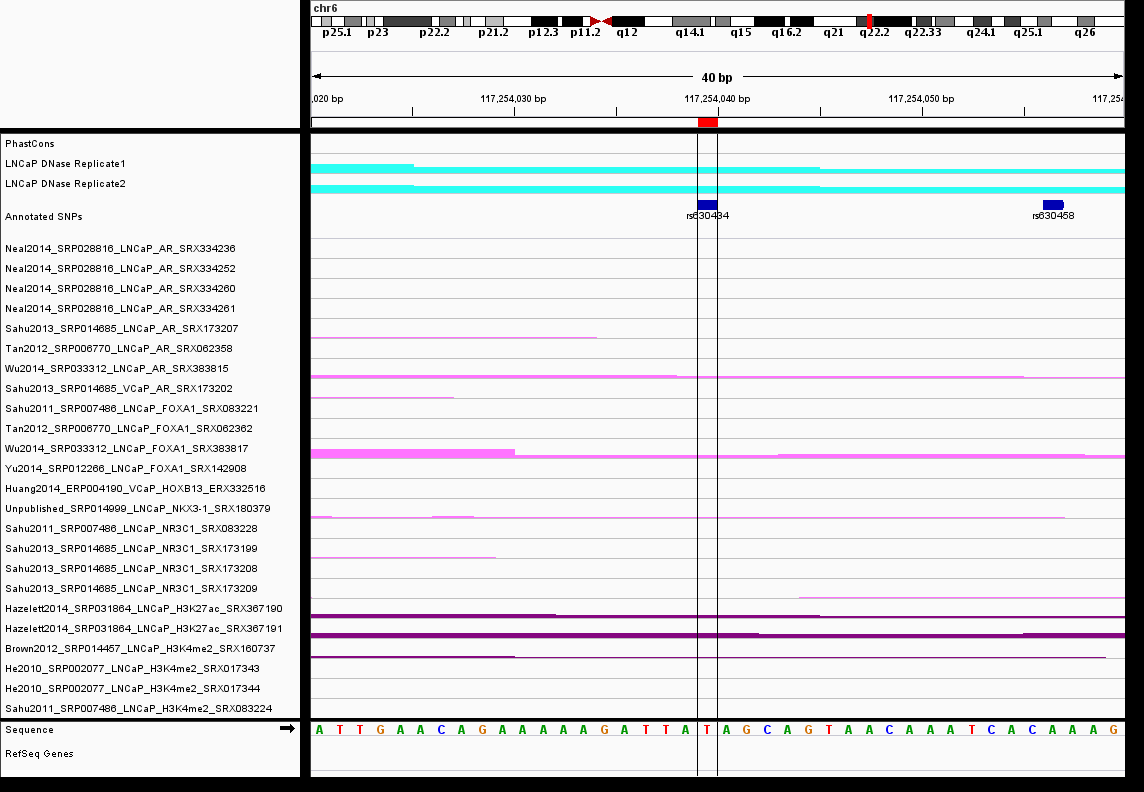 chr6
p25.1 p23 p22.2 p21.2 p12.3 p11.2 q12 q14.1 q15 q16.2 q21 q22.2 q22.33 q24.1 q25.1 q26
40 bp
,020 bp 117,254,030 bp 117,254,040 bp 117,254,050 bp 117,254
PhastCons
LNCaP DNase Replicate1
LNCaP DNase Replicate2
Annotated SNPs
rs630434 rs630458
Neal2014_SRP028816_LNCaP_AR_SRX334236
Neal2014_SRP028816_LNCaP_AR_SRX334252
Neal2014_SRP028816_LNCaP_AR_SRX334260
Neal2014_SRP028816_LNCaP_AR_SRX334261
Sahu2013_SRP014685_LNCaP_AR_SRX173207
Tan2012_SRP006770_LNCaP_AR_SRX062358
Wu2014_SRP033312_LNCaP_AR_SRX383815
Sahu2013_SRP014685_VCaP_AR_SRX173202
Sahu2011_SRP007486_LNCaP_FOXA1_SRX083221
Tan2012_SRP006770_LNCaP_FOXA1_SRX062362
Wu2014_SRP033312_LNCaP_FOXA1_SRX383817
Yu2014_SRP012266_LNCaP_FOXA1_SRX142908
Huang2014_ERP004190_VCaP_HOXB13_ERX332516
Unpublished_SRP014999_LNCaP_NKX3-1_SRX180379
Sahu2011_SRP007486_LNCaP_NR3C1_SRX083228
Sahu2013_SRP014685_LNCaP_NR3C1_SRX173199
Sahu2013_SRP014685_LNCaP_NR3C1_SRX173208
Sahu2013_SRP014685_LNCaP_NR3C1_SRX173209
Hazelett2014_SRP031864_LNCaP_H3K27ac_SRX367190
Hazelett2014_SRP031864_LNCaP_H3K27ac_SRX367191
Brown2012_SRP014457_LNCaP_H3K4me2_SRX160737
He2010_SRP002077_LNCaP_H3K4me2_SRX017343
He2010_SRP002077_LNCaP_H3K4me2_SRX017344
Sahu2011_SRP007486_LNCaP_H3K4me2_SRX083224
Sequence A T T G A A C A G A A A A A G A T T A T A G C A G T A A C A A A T C A C A A A G
RefSeq Genes